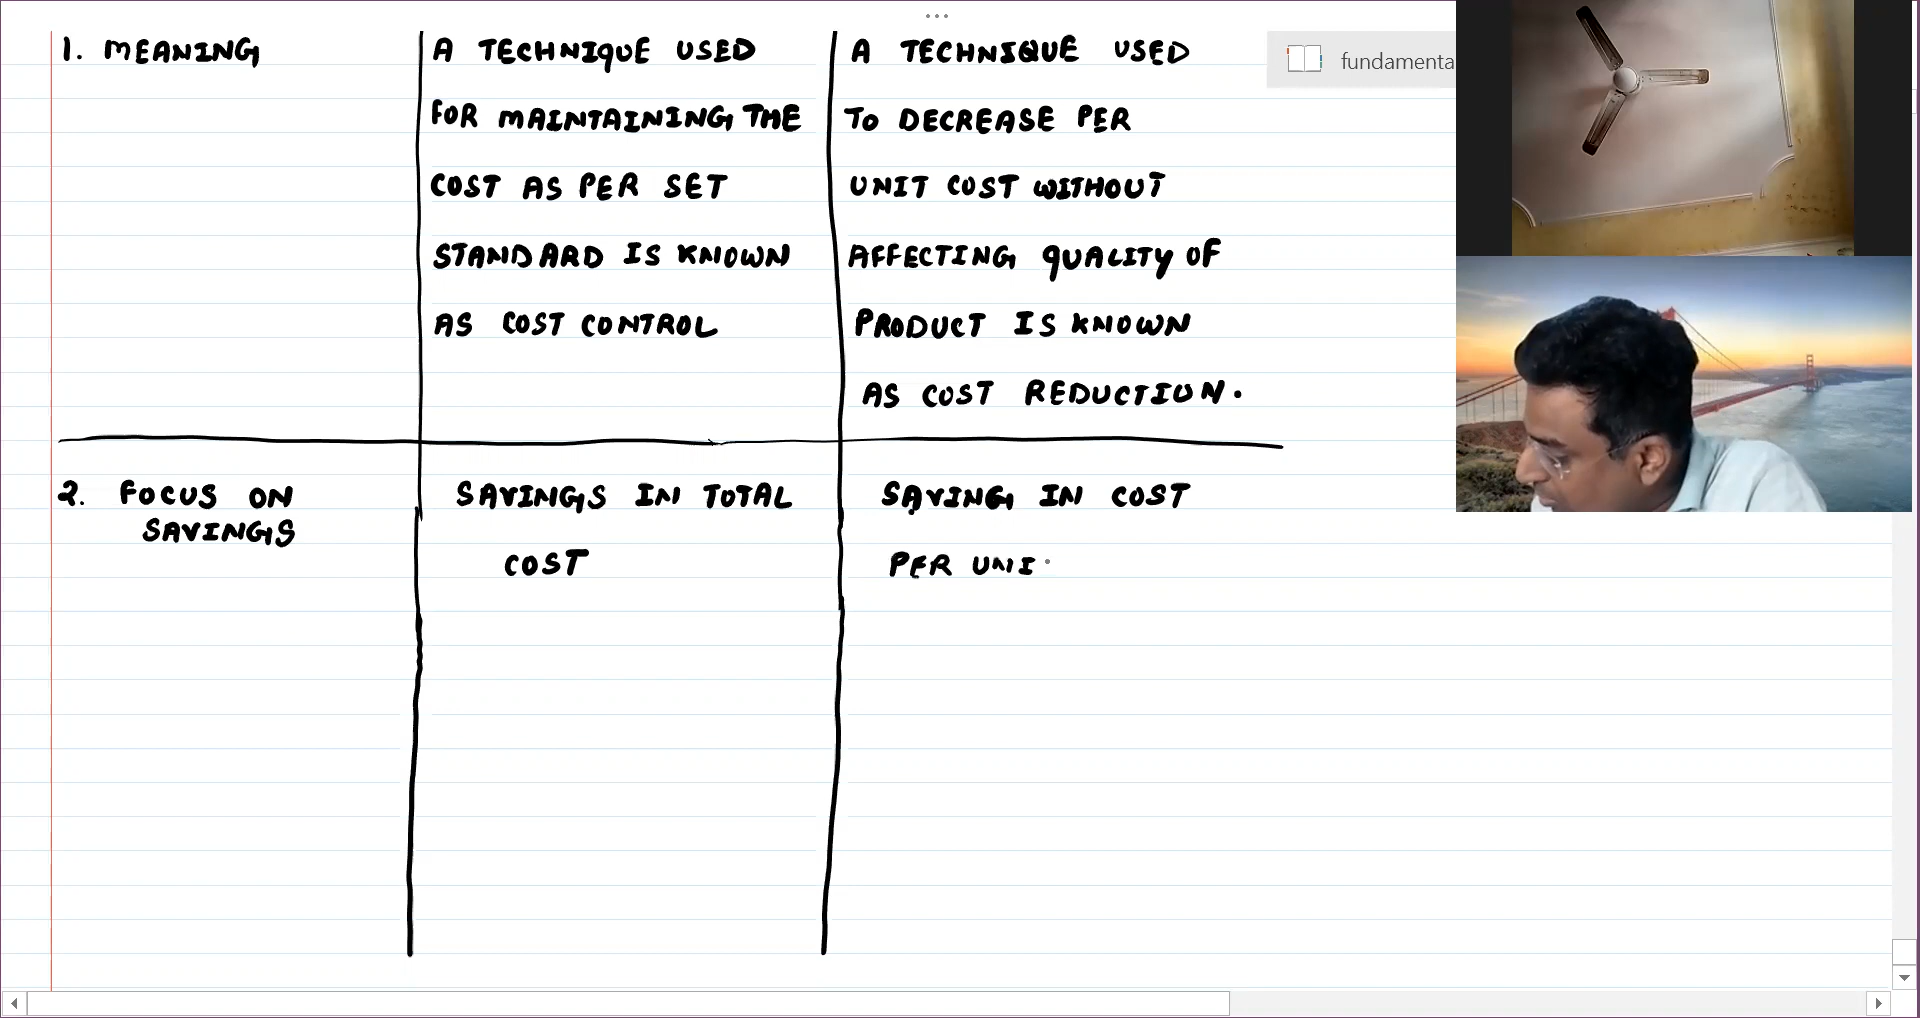 1. MEANING
A TECHNIQUE USED
FOR MAINTAINING THE
COST AS PER SET
STANDARD IS KNOWN
AS COST CONTROL
A TECHNIQUE USED
TO DECREASE PER
UNIT COST WITHOUT
AFFECTING QUALITY OF
PRODUCT IS KNOWN
AS COST REDUCTION.
fundamenta
2. FOCUS ON
SAVINGS
SAVINGS IN TOTAL
COST
SAVING IN COST
PER UNI